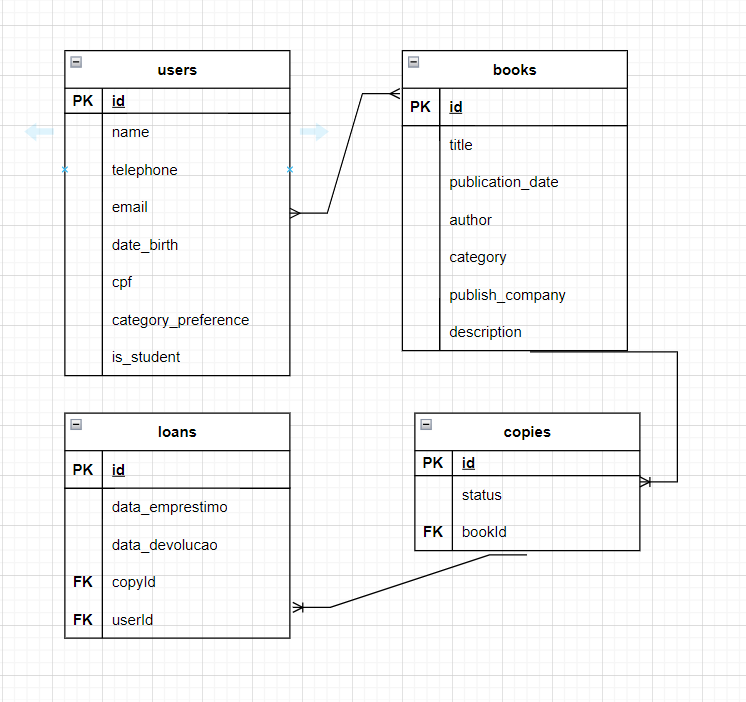 users
PK id
name
telephone
email
date_birth
cpf
category_preference
is_student
books
PK id
title
publication_date
author
category
publish_company
description
loans
PK id
data_emprestimo
data_devolucao
FK copyId
FK userId
copies
PK id
status
FK bookId